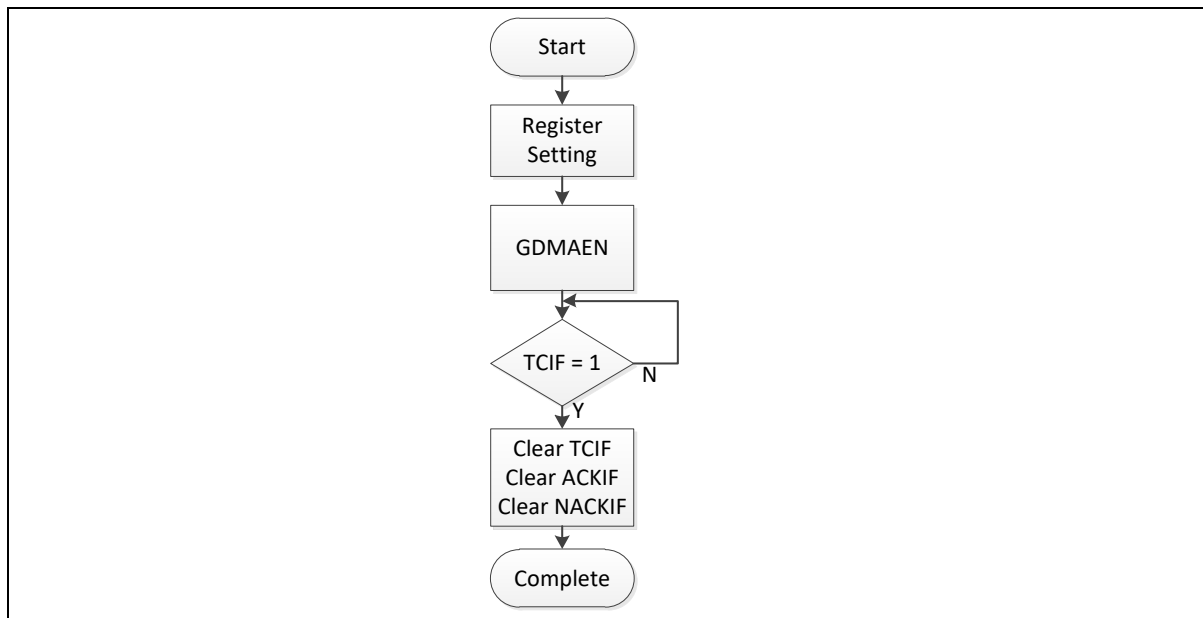 Start
Register
Setting
GDMAEN
TCIF = 1
N
Y
Clear TCIF
Clear ACKIF
Clear NACKIF
Complete